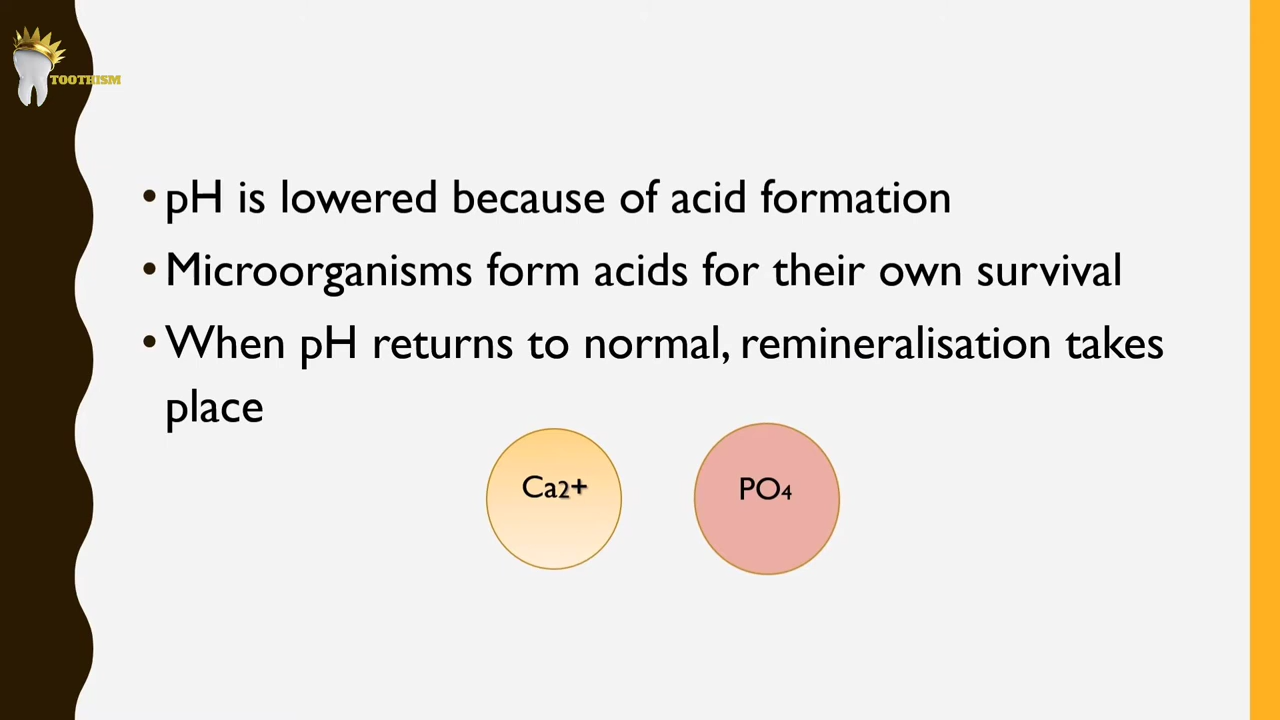 TOOTHISM
•pH is lowered because of acid formation
•Microorganisms form acids for their own survival
•When pH returns to normal, remineralisation takes
place
Ca2+
PO4